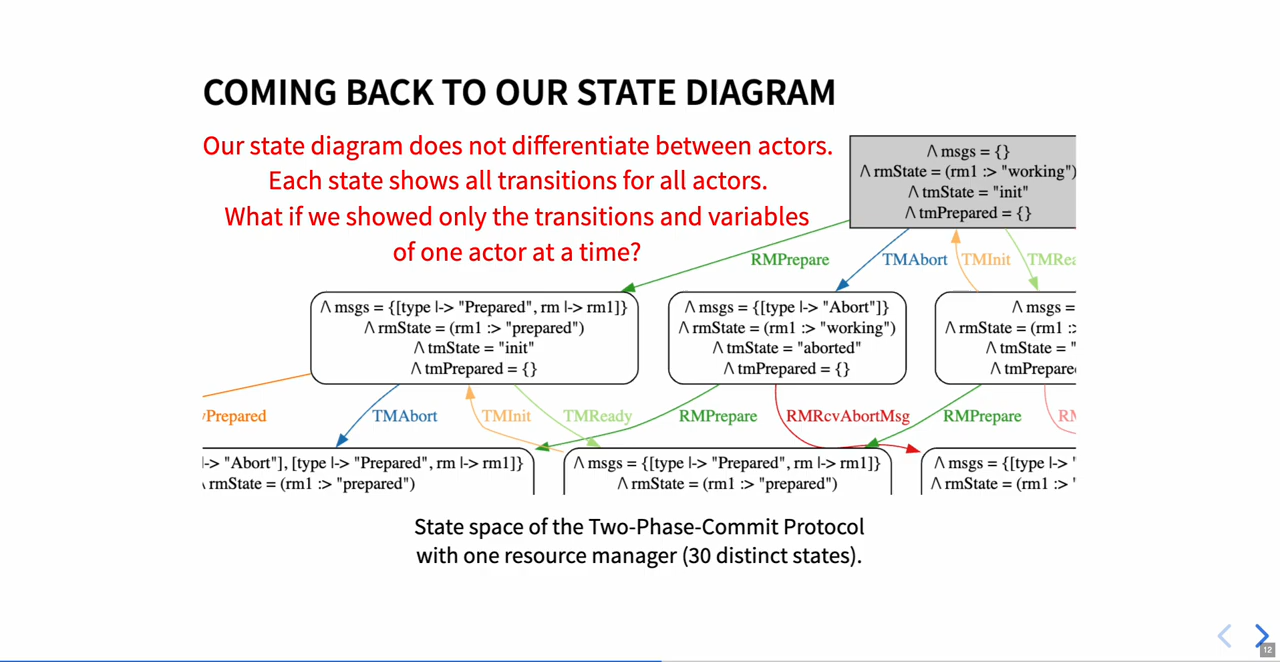 COMING BACK TO OUR STATE DIAGRAM
Our state diagram does not differentiate between actors.
Each state shows all transitions for all actors.
What if we showed only the transitions and variables
of one actor at a time?
/\ msgs = {}
/\ rmState = (rm1 :> "working")
/\ tmState = "init"
/\ tmPrepared = {}
RMPrepare
TMAbort
TMInit
TMRea
/\ msgs = {[type |-> "Prepared", rm |-> rm1]}
/\ rmState = (rm1 :> "prepared")
/\ tmState = "init"
/\ tmPrepared = {}
/\ msgs = {[type |-> "Abort"]}
/\ rmState = (rm1 :> "working")
/\ tmState = "aborted"
/\ tmPrepared = {}
/\ msgs =
/\ rmState = (rm1 :>
/\ tmState = "
/\ tmPrepare
Prepared
TMAbort
TMInit
TMReady
RMPrepare
RMRcvAbortMsg
RMPrepare
RM
|-> "Abort"], [type |-> "Prepared", rm |-> rm1]}
rmState = (rm1 :> "prepared")
/\ msgs = {[type |-> "Prepared", rm |-> rm1]}
/\ rmState = (rm1 :> "prepared")
/\ msgs = {[type |-> "
/\ rmState = (rm1 :> "
State space of the Two-Phase-Commit Protocol
with one resource manager (30 distinct states).
12